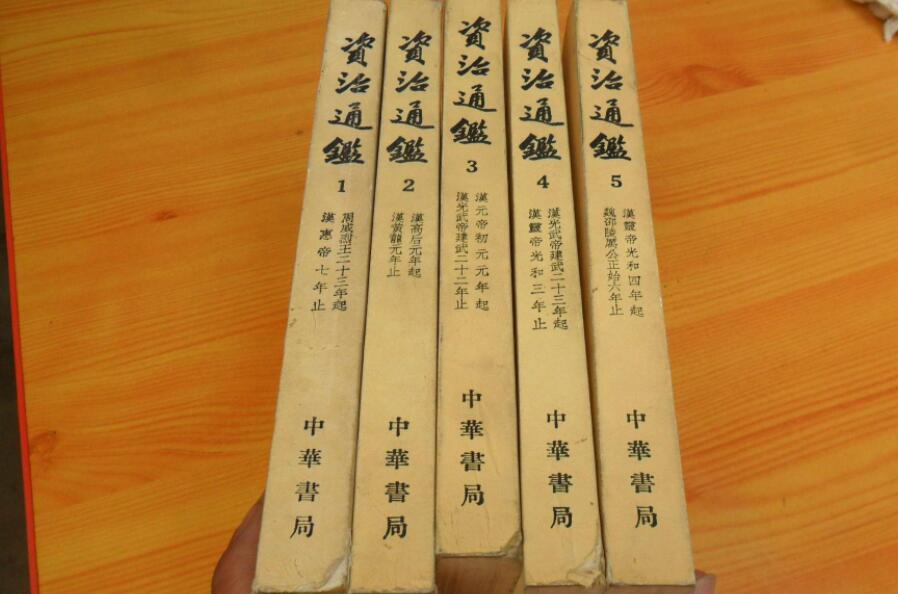 資治通鑑
1
周威烈王二十三年起
漢惠帝七年止
中華書局
資治通鑑
2
漢高后元年起
漢黃龍元年止
中華書局
資治通鑑
3
漢元帝初元元年起
漢光武帝建武二十二年止
中華書局
資治通鑑
4
漢光武帝建武二十三年起
漢靈帝光和三年止
中華書局
資治通鑑
5
漢靈帝光和四年起
魏邵陵厲公正始六年止
中華書局